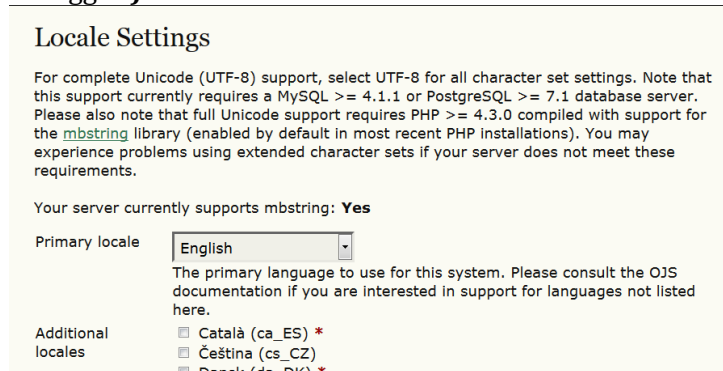 Locale Settings
For complete Unicode (UTF-8) support, select UTF-8 for all character set settings. Note that
this support currently requires a MySQL >= 4.1.1 or PostgreSQL >= 7.1 database server.
Please also note that full Unicode support requires PHP >= 4.3.0 compiled with support for
the mbstring library (enabled by default in most recent PHP installations). You may
experience problems using extended character sets if your server does not meet these
requirements.
Your server currently supports mbstring: Yes
Primary locale English
The primary language to use for this system. Please consult the OJS
documentation if you are interested in support for languages not listed
here.
Additional Català (ca_ES) *
locales Čeština (cs_CZ)
Dansk (da_DK) *